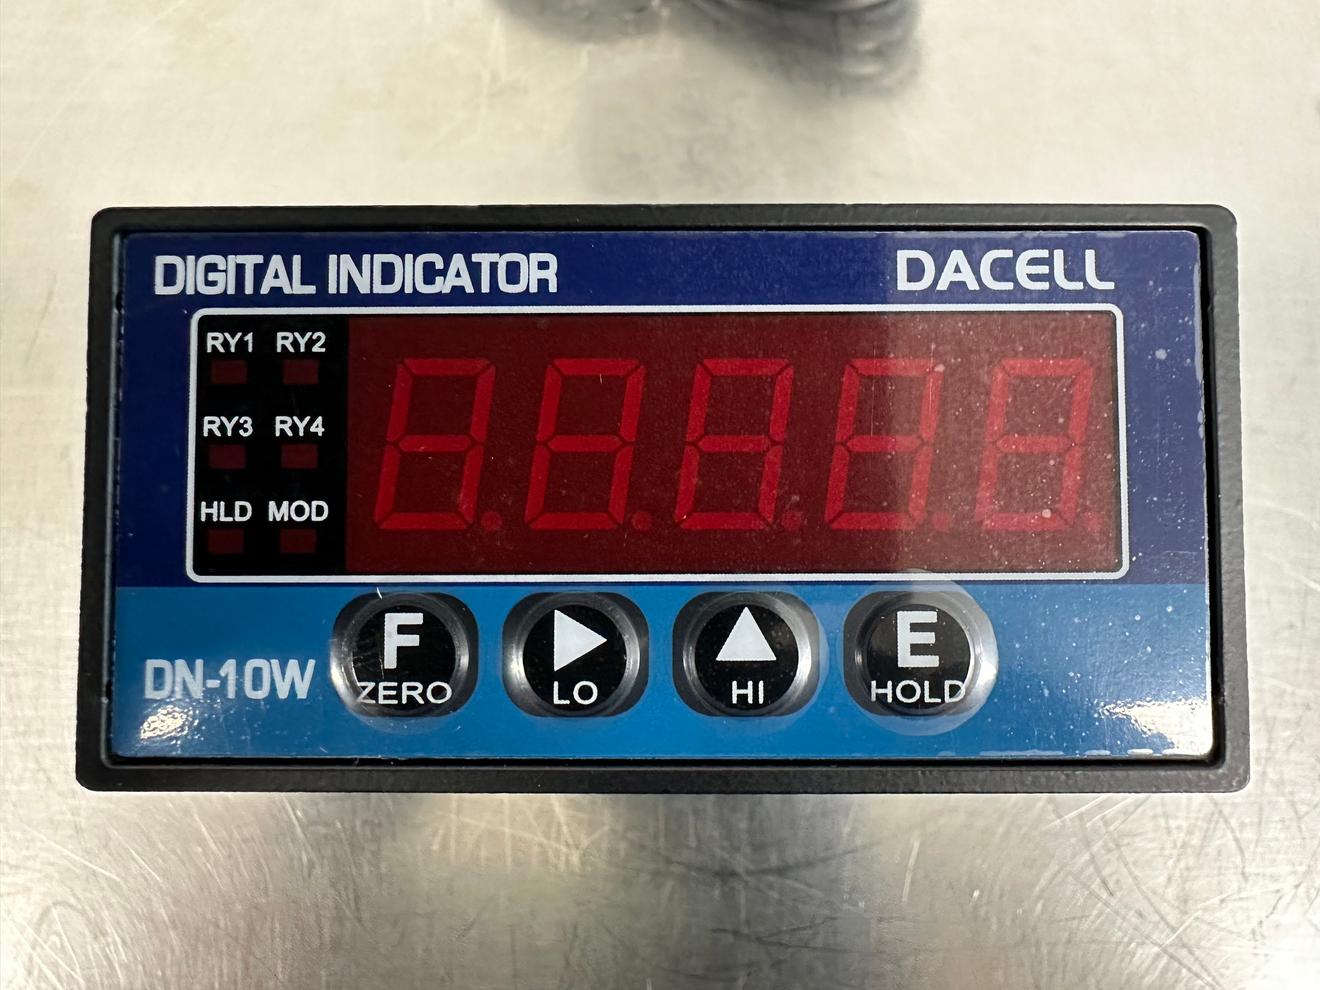 DIGITAL INDICATOR DACELL
RY1 RY2
RY3 RY4
HLD MOD
DN-10W
F
ZERO
LO
HI
E
HOLD